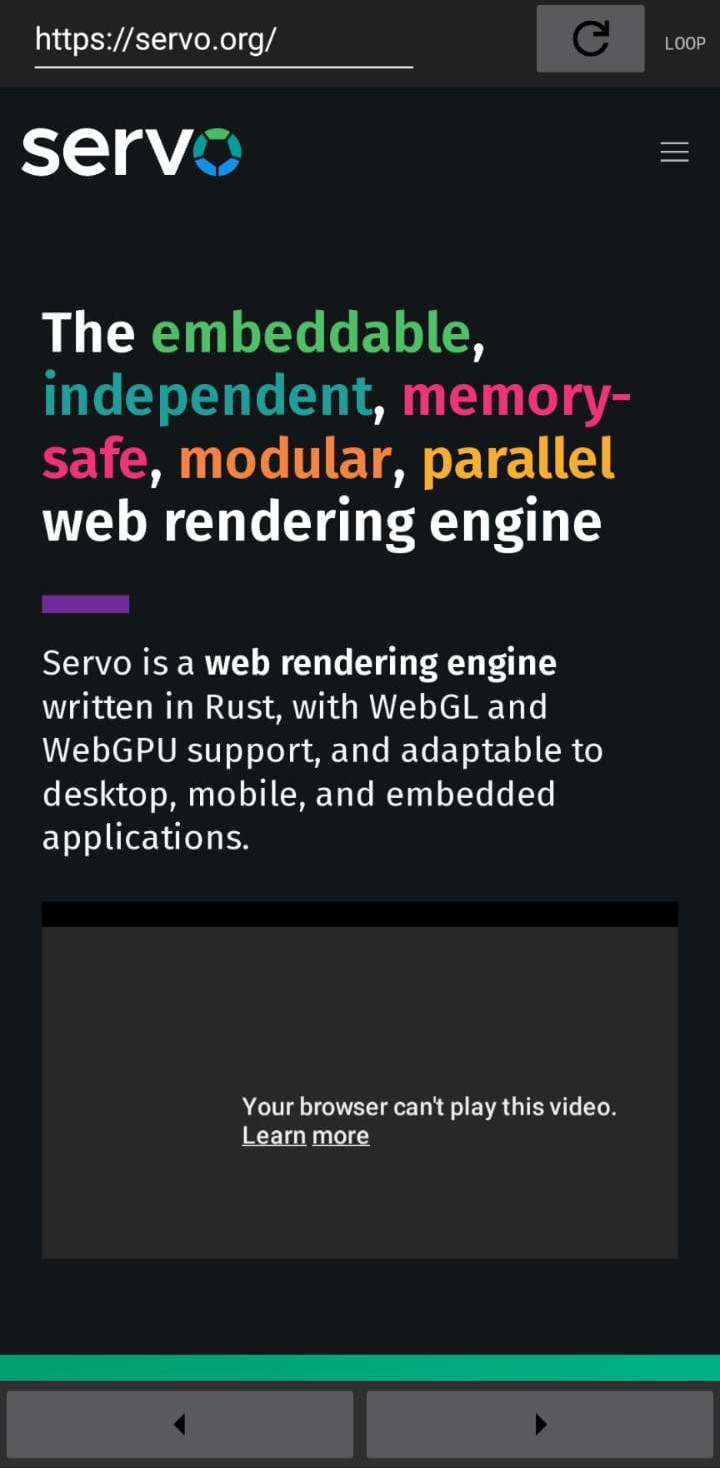 https://servo.org/
LOOP
servo
The embeddable,
independent, memory-
safe, modular, parallel
web rendering engine
Servo is a web rendering engine
written in Rust, with WebGL and
WebGPU support, and adaptable to
desktop, mobile, and embedded
applications.
Your browser can't play this video.
Learn more